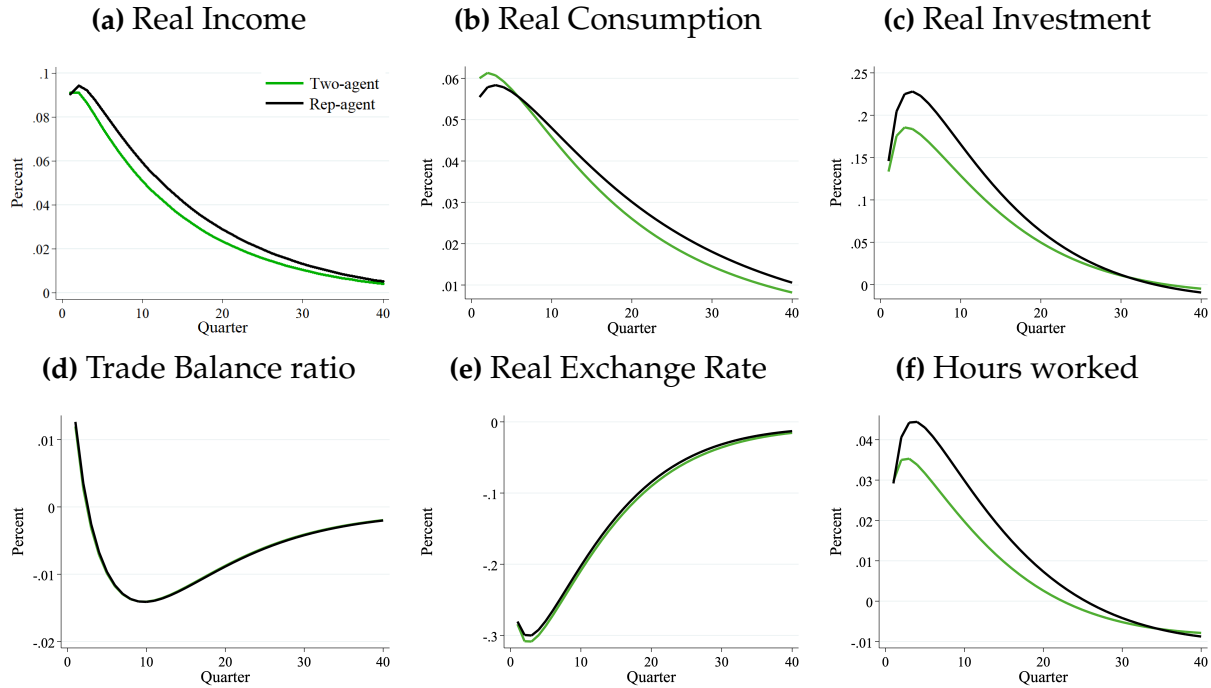 (a) Real Income
Percent
.1
.08
.06
.04
.02
0
Two-agent
Rep-agent
0 10 20 30 40
Quarter
(b) Real Consumption
Percent
.06
.05
.04
.03
.02
.01
0 10 20 30 40
Quarter
(c) Real Investment
Percent
.25
.2
.15
.1
.05
0
0 10 20 30 40
Quarter
(d) Trade Balance ratio
Percent
.01
0
-.01
-.02
0 10 20 30 40
Quarter
(e) Real Exchange Rate
Percent
0
-.1
-.2
-.3
0 10 20 30 40
Quarter
(f) Hours worked
Percent
.04
.03
.02
.01
0
-.01
0 10 20 30 40
Quarter